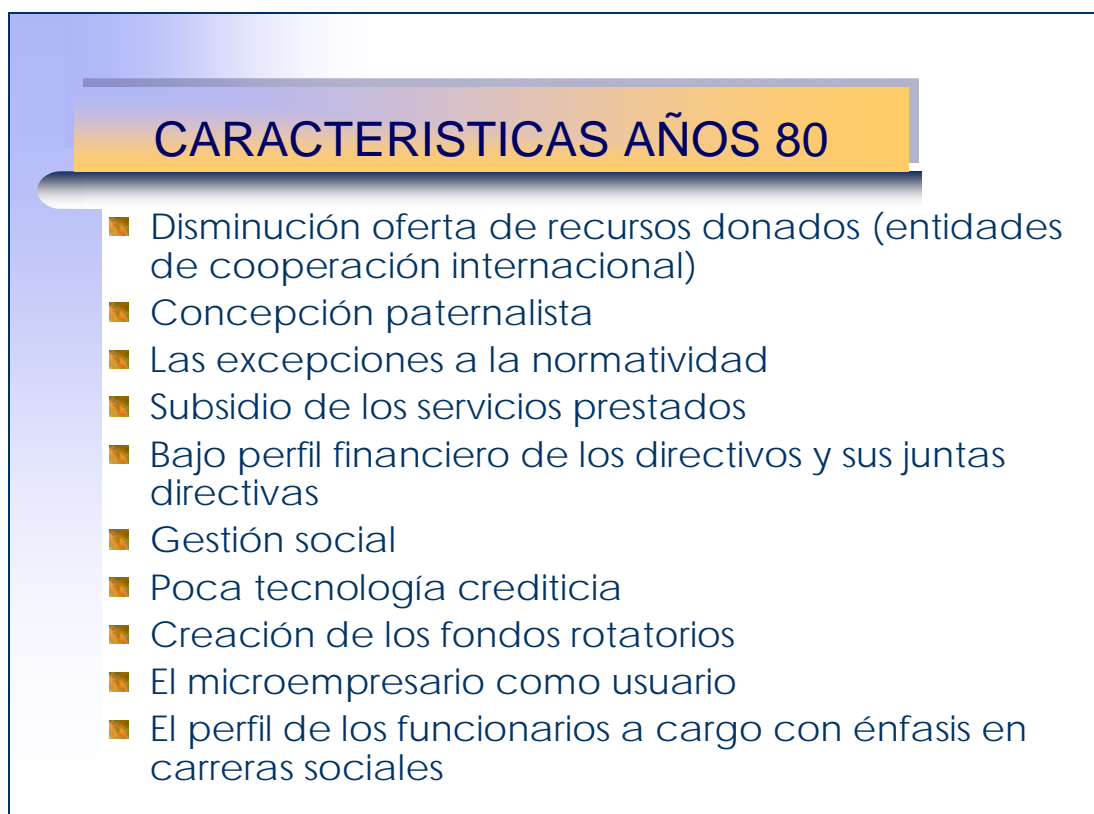 CARACTERISTICAS AÑOS 80
Disminución oferta de recursos donados (entidades
de cooperación internacional)
Concepción paternalista
Las excepciones a la normatividad
Subsidio de los servicios prestados
Bajo perfil financiero de los directivos y sus juntas
directivas
Gestión social
Poca tecnología crediticia
Creación de los fondos rotatorios
El microempresario como usuario
El perfil de los funcionarios a cargo con énfasis en
carreras sociales